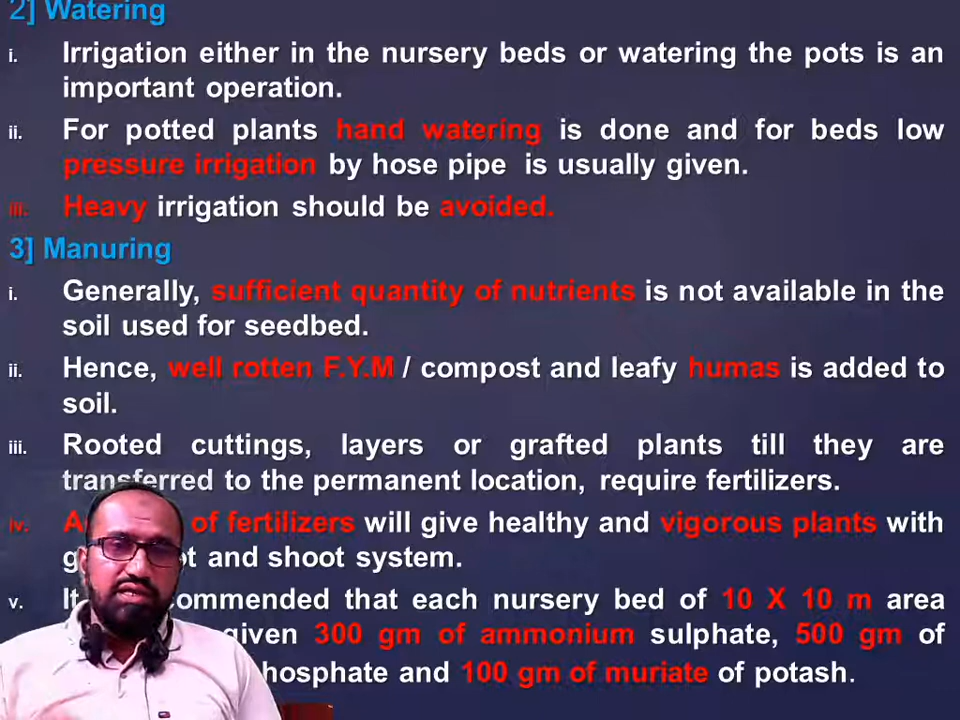 2] Watering
i. Irrigation either in the nursery beds or watering the pots is an
important operation.
ii. For potted plants hand watering is done and for beds low
pressure irrigation by hose pipe is usually given.
iii. Heavy irrigation should be avoided.
3] Manuring
i. Generally, sufficient quantity of nutrients is not available in the
soil used for seedbed.
ii. Hence, well rotten F.Y.M / compost and leafy humas is added to
soil.
iii. Rooted cuttings, layers or grafted plants till they are
transferred to the permanent location, require fertilizers.
iv. of fertilizers will give healthy and vigorous plants with
and shoot system.
v. It commended that each nursery bed of 10 X 10 m area
given 300 gm of ammonium sulphate, 500 gm of
hosphate and 100 gm of muriate of potash.